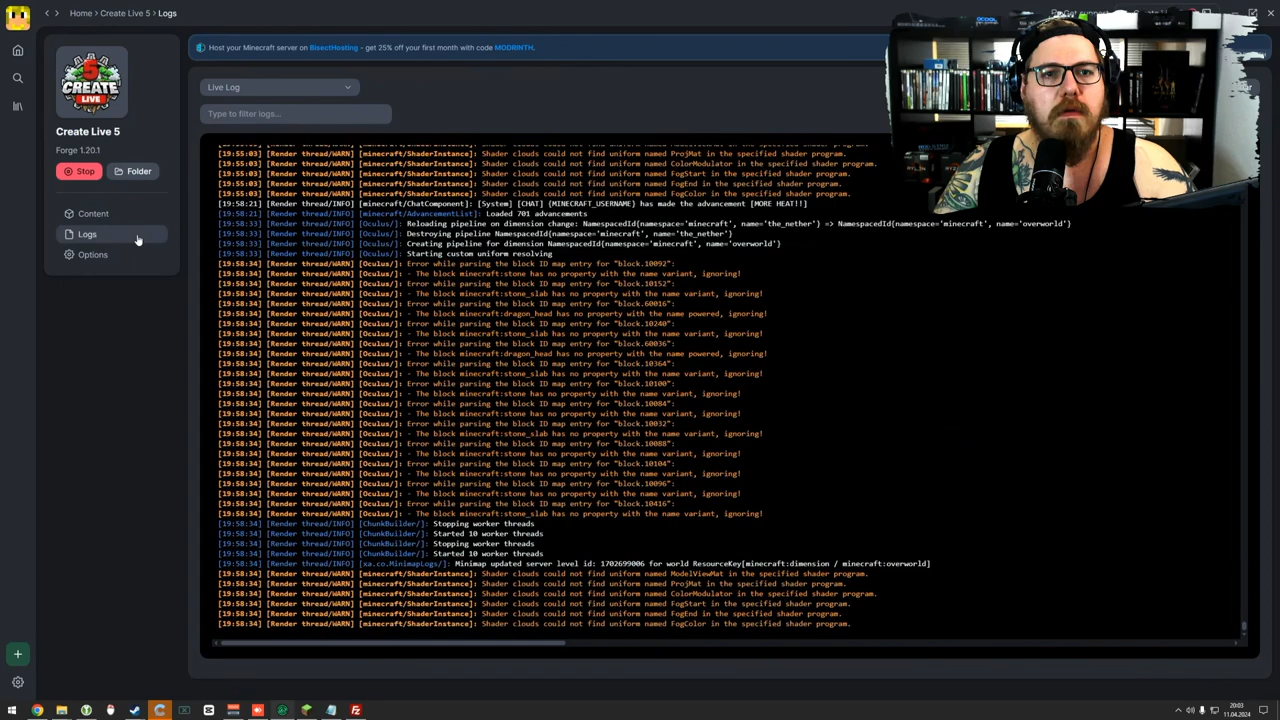 Home › Create Live 5 › Logs
Get support
Host your Minecraft server on BisectHosting - get 25% off your first month with code MODRINTH.
5
CREATE
LIVE
Create Live 5
Forge 1.20.1
Stop
Folder
Content
Logs
Options
Live Log
Type to filter logs...
[19:55:03] [Render thread/WARN] [minecraft/ShaderInstance]: Shader clouds could not find uniform named ProjMat in the specified shader program.
[19:55:03] [Render thread/WARN] [minecraft/ShaderInstance]: Shader clouds could not find uniform named ColorModulator in the specified shader program.
[19:55:03] [Render thread/WARN] [minecraft/ShaderInstance]: Shader clouds could not find uniform named FogStart in the specified shader program.
[19:55:03] [Render thread/WARN] [minecraft/ShaderInstance]: Shader clouds could not find uniform named FogEnd in the specified shader program.
[19:55:03] [Render thread/WARN] [minecraft/ShaderInstance]: Shader clouds could not find uniform named FogColor in the specified shader program.
[19:58:21] [Render thread/INFO] [minecraft/ChatComponent]: [System] [CHAT] {MINECRAFT_USERNAME} has made the advancement [MORE HEAT!!]
[19:58:21] [Render thread/INFO] [minecraft/AdvancementList]: Loaded 701 advancements
[19:58:33] [Render thread/INFO] [Oculus/]: Reloading pipeline on dimension change: NamespacedId{namespace='minecraft', name='the_nether'} => NamespacedId{namespace='minecraft', name='overworld'}
[19:58:33] [Render thread/INFO] [Oculus/]: Destroying pipeline NamespacedId{namespace='minecraft', name='the_nether'}
[19:58:33] [Render thread/INFO] [Oculus/]: Creating pipeline for dimension NamespacedId{namespace='minecraft', name='overworld'}
[19:58:33] [Render thread/INFO] [Oculus/]: Starting custom uniform resolving
[19:58:34] [Render thread/WARN] [Oculus/]: Error while parsing the block ID map entry for "block.10092":
[19:58:34] [Render thread/WARN] [Oculus/]: - The block minecraft:stone has no property with the name variant, ignoring!
[19:58:34] [Render thread/WARN] [Oculus/]: Error while parsing the block ID map entry for "block.10152":
[19:58:34] [Render thread/WARN] [Oculus/]: - The block minecraft:stone_slab has no property with the name variant, ignoring!
[19:58:34] [Render thread/WARN] [Oculus/]: Error while parsing the block ID map entry for "block.60016":
[19:58:34] [Render thread/WARN] [Oculus/]: - The block minecraft:dragon_head has no property with the name powered, ignoring!
[19:58:34] [Render thread/WARN] [Oculus/]: Error while parsing the block ID map entry for "block.10240":
[19:58:34] [Render thread/WARN] [Oculus/]: - The block minecraft:stone_slab has no property with the name variant, ignoring!
[19:58:34] [Render thread/WARN] [Oculus/]: Error while parsing the block ID map entry for "block.60036":
[19:58:34] [Render thread/WARN] [Oculus/]: - The block minecraft:dragon_head has no property with the name powered, ignoring!
[19:58:34] [Render thread/WARN] [Oculus/]: Error while parsing the block ID map entry for "block.10364":
[19:58:34] [Render thread/WARN] [Oculus/]: - The block minecraft:stone_slab has no property with the name variant, ignoring!
[19:58:34] [Render thread/WARN] [Oculus/]: Error while parsing the block ID map entry for "block.10100":
[19:58:34] [Render thread/WARN] [Oculus/]: - The block minecraft:stone has no property with the name variant, ignoring!
[19:58:34] [Render thread/WARN] [Oculus/]: Error while parsing the block ID map entry for "block.10084":
[19:58:34] [Render thread/WARN] [Oculus/]: - The block minecraft:stone has no property with the name variant, ignoring!
[19:58:34] [Render thread/WARN] [Oculus/]: Error while parsing the block ID map entry for "block.10032":
[19:58:34] [Render thread/WARN] [Oculus/]: - The block minecraft:stone_slab has no property with the name variant, ignoring!
[19:58:34] [Render thread/WARN] [Oculus/]: Error while parsing the block ID map entry for "block.10088":
[19:58:34] [Render thread/WARN] [Oculus/]: - The block minecraft:stone has no property with the name variant, ignoring!
[19:58:34] [Render thread/WARN] [Oculus/]: Error while parsing the block ID map entry for "block.10104":
[19:58:34] [Render thread/WARN] [Oculus/]: - The block minecraft:stone has no property with the name variant, ignoring!
[19:58:34] [Render thread/WARN] [Oculus/]: Error while parsing the block ID map entry for "block.10096":
[19:58:34] [Render thread/WARN] [Oculus/]: - The block minecraft:stone has no property with the name variant, ignoring!
[19:58:34] [Render thread/WARN] [Oculus/]: Error while parsing the block ID map entry for "block.10416":
[19:58:34] [Render thread/WARN] [Oculus/]: - The block minecraft:stone_slab has no property with the name variant, ignoring!
[19:58:34] [Render thread/INFO] [ChunkBuilder/]: Stopping worker threads
[19:58:34] [Render thread/INFO] [ChunkBuilder/]: Started 10 worker threads
[19:58:34] [Render thread/INFO] [ChunkBuilder/]: Stopping worker threads
[19:58:34] [Render thread/INFO] [ChunkBuilder/]: Started 10 worker threads
[19:58:34] [Render thread/INFO] [xa.co.MinimapLogs/]: Minimap updated server level id: 1702699006 for world ResourceKey[minecraft:dimension / minecraft:overworld]
[19:58:34] [Render thread/WARN] [minecraft/ShaderInstance]: Shader clouds could not find uniform named ModelViewMat in the specified shader program.
[19:58:34] [Render thread/WARN] [minecraft/ShaderInstance]: Shader clouds could not find uniform named ProjMat in the specified shader program.
[19:58:34] [Render thread/WARN] [minecraft/ShaderInstance]: Shader clouds could not find uniform named ColorModulator in the specified shader program.
[19:58:34] [Render thread/WARN] [minecraft/ShaderInstance]: Shader clouds could not find uniform named FogStart in the specified shader program.
[19:58:34] [Render thread/WARN] [minecraft/ShaderInstance]: Shader clouds could not find uniform named FogEnd in the specified shader program.
[19:58:34] [Render thread/WARN] [minecraft/ShaderInstance]: Shader clouds could not find uniform named FogColor in the specified shader program.
20:03
11.04.2024